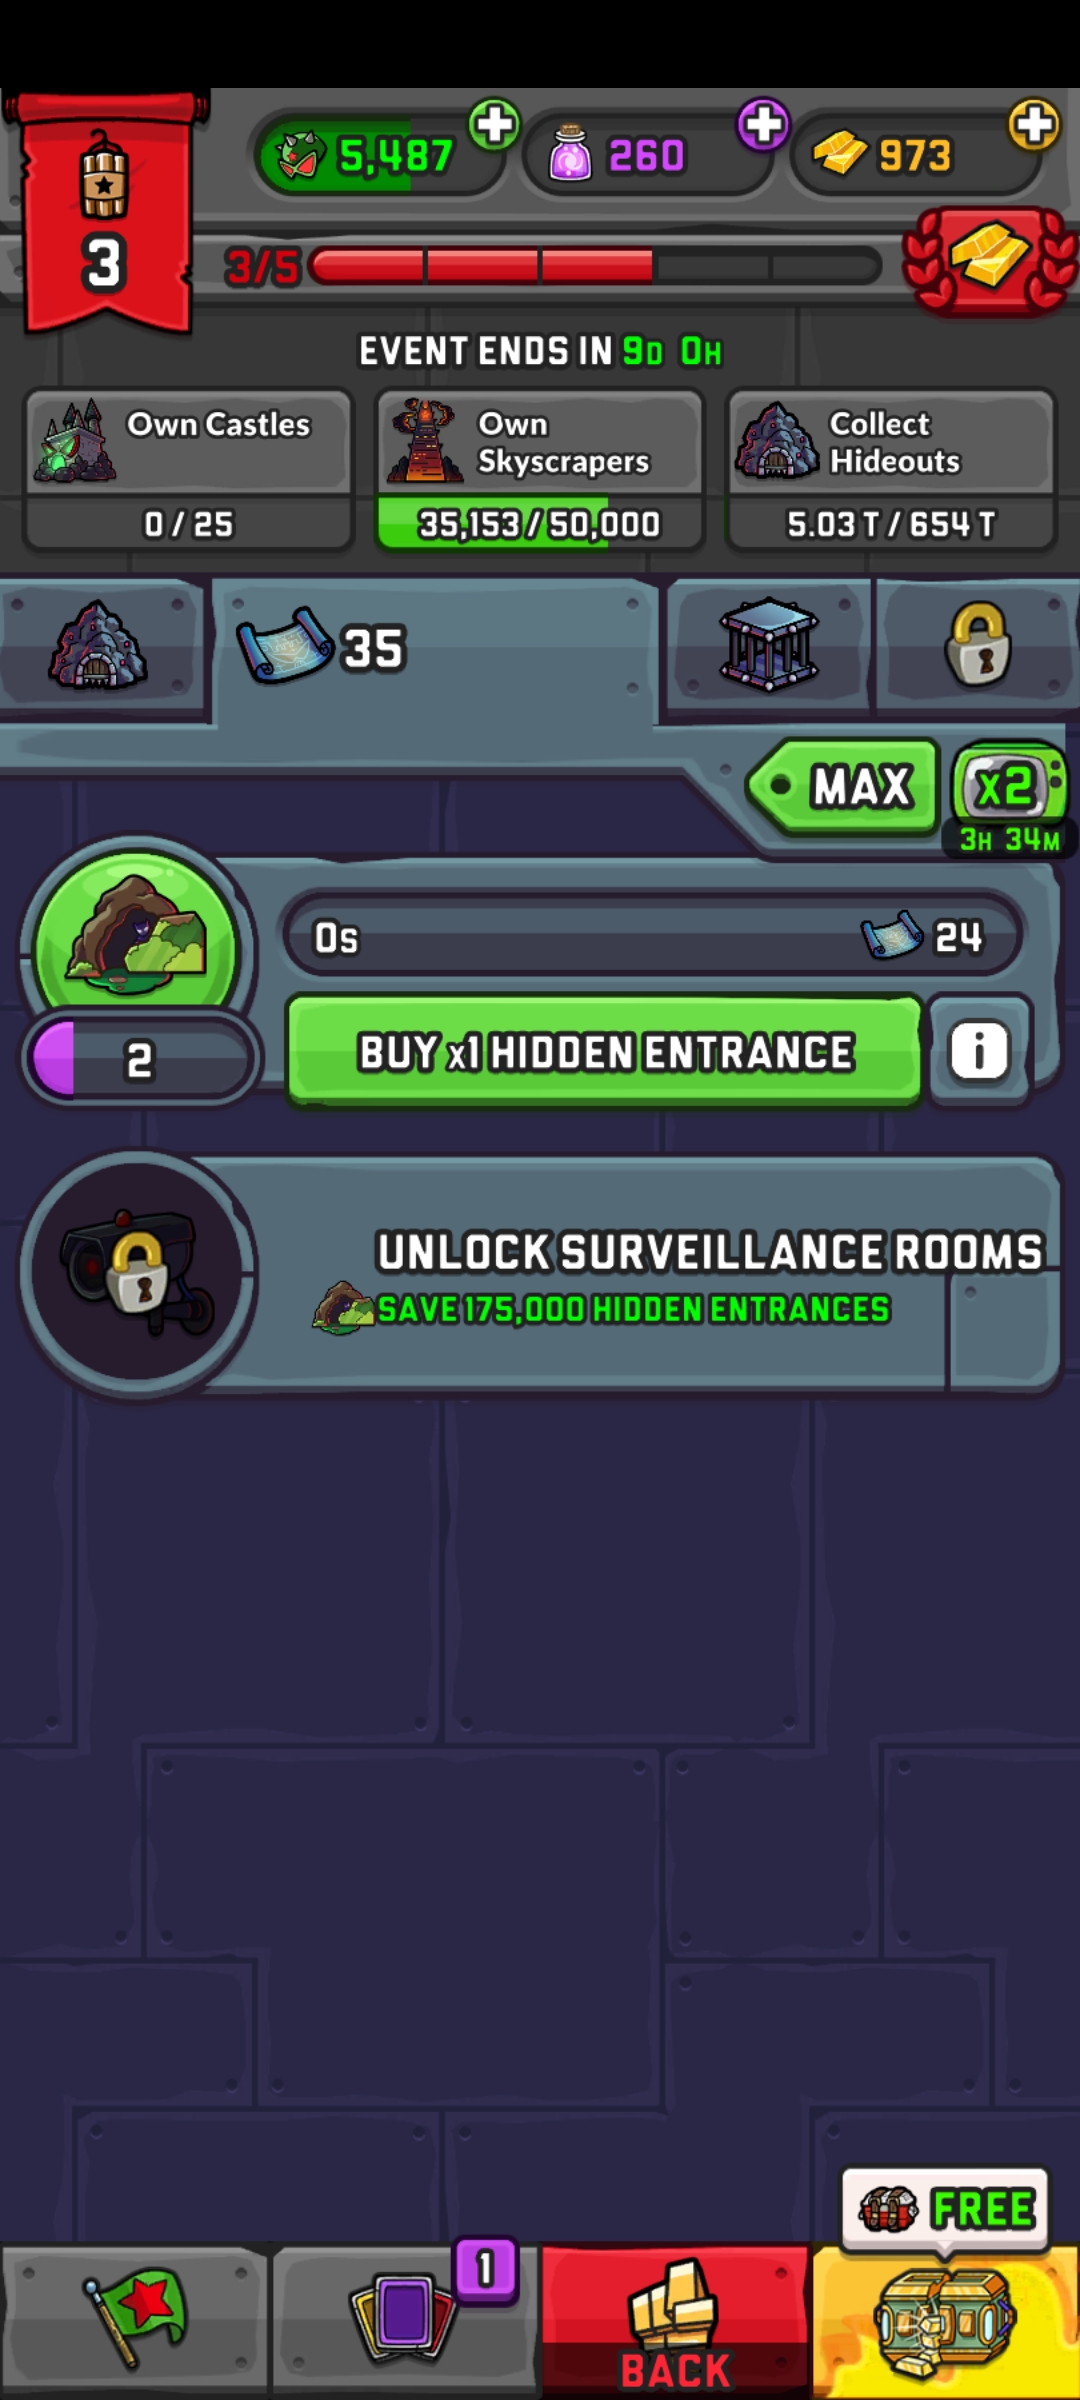 5,487
260
973
3
3/5
EVENT ENDS IN 9D 0H
Own Castles
0 / 25
Own
Skyscrapers
35,153 / 50,000
Collect
Hideouts
5.03 T / 654 T
35
MAX
x2
3H 34M
0s
24
2
BUY x1 HIDDEN ENTRANCE
i
UNLOCK SURVEILLANCE ROOMS
SAVE 175,000 HIDDEN ENTRANCES
FREE
1
BACK